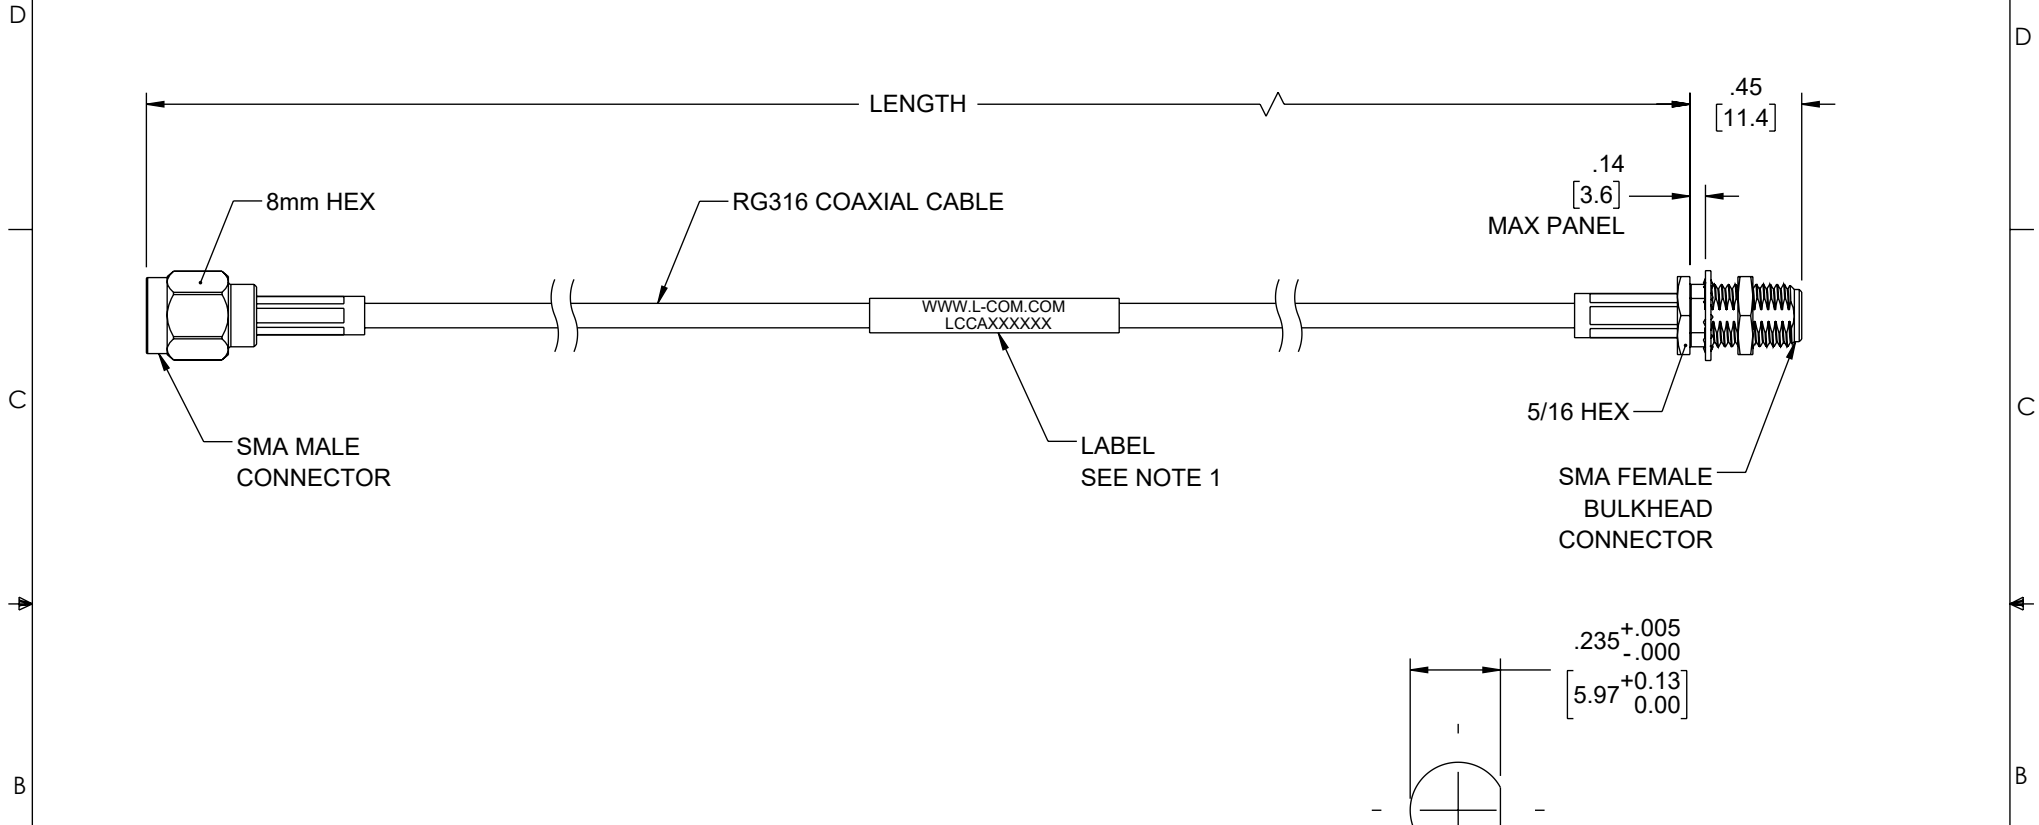 D
D
LENGTH
.45
[11.4]
.14
[3.6]
MAX PANEL
8mm HEX
RG316 COAXIAL CABLE
WWW.L-COM.COM
LCCAXXXXXX
C
C
5/16 HEX
SMA MALE
CONNECTOR
LABEL
SEE NOTE 1
SMA FEMALE
BULKHEAD
CONNECTOR
.235 +.005
-.000
[5.97 +0.13
0.00]
B
B